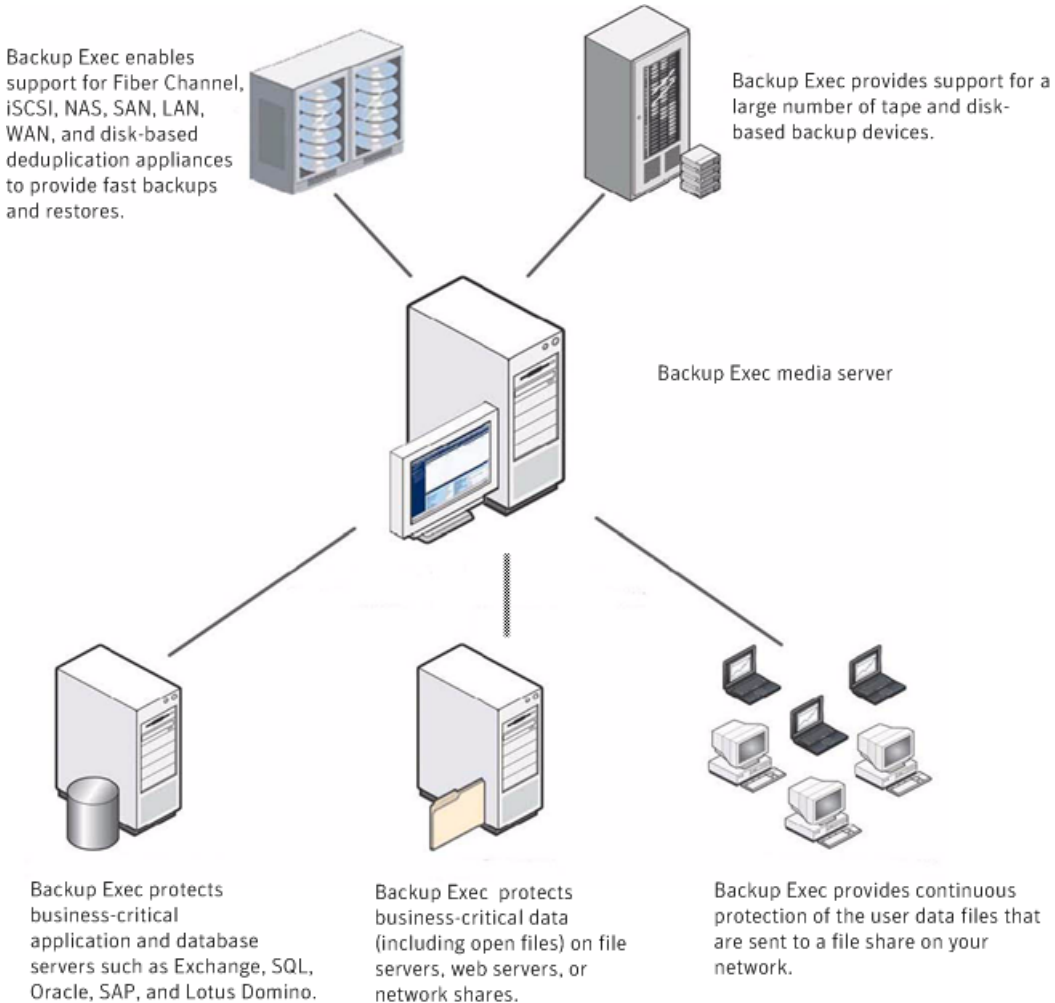 Backup Exec enables
support for Fiber Channel,
iSCSI, NAS, SAN, LAN,
WAN, and disk-based
deduplication appliances
to provide fast backups
and restores.
Backup Exec provides support for a
large number of tape and disk-
based backup devices.
Backup Exec media server
Backup Exec protects
business-critical
application and database
servers such as Exchange, SQL,
Oracle, SAP, and Lotus Domino.
Backup Exec protects
business-critical data
(including open files) on file
servers, web servers, or
network shares.
Backup Exec provides continuous
protection of the user data files that
are sent to a file share on your
network.